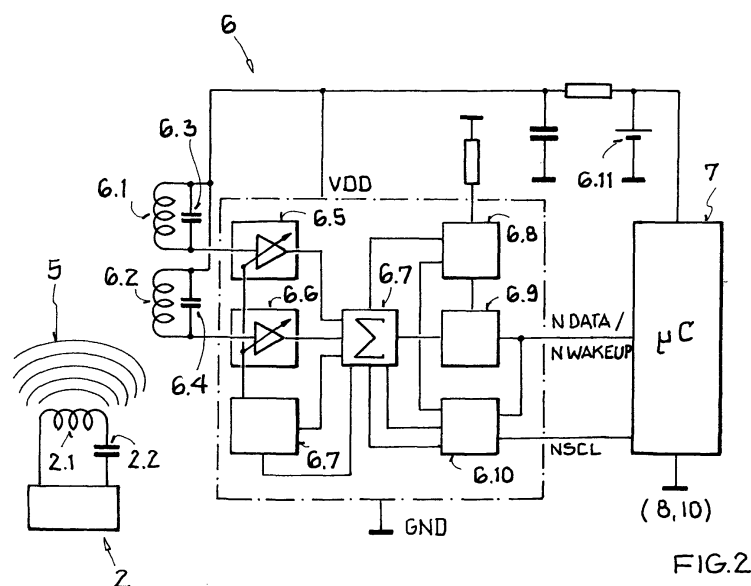 6
6.3
6.11
7
VDD
6.1
6.5
6.8
6.2
6.6
6.7
6.9
5
N DATA /
N WAKEUP
μC
6.4
Σ
2.1
2.2
6.7
6.10
NSCL
(8,10)
GND
2
FIG.2